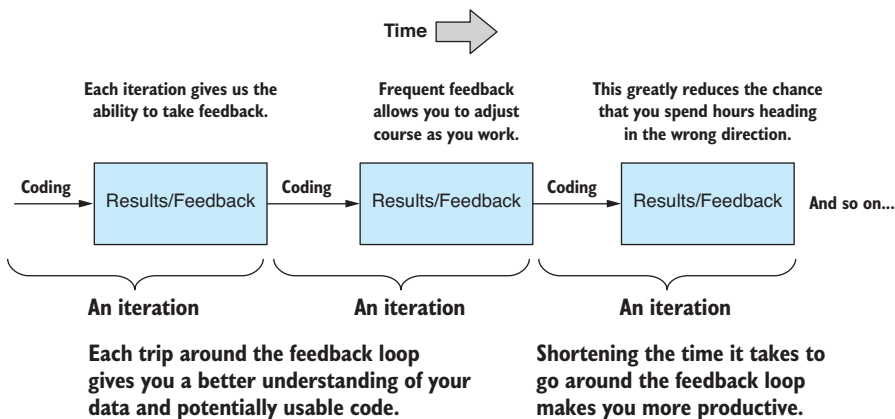 Time
Each iteration gives us the
ability to take feedback.
Frequent feedback
allows you to adjust
course as you work.
This greatly reduces the chance
that you spend hours heading
in the wrong direction.
Coding
Results/Feedback
Coding
Results/Feedback
Coding
Results/Feedback
And so on...
An iteration
An iteration
An iteration
Each trip around the feedback loop
gives you a better understanding of your
data and potentially usable code.
Shortening the time it takes to
go around the feedback loop
makes you more productive.